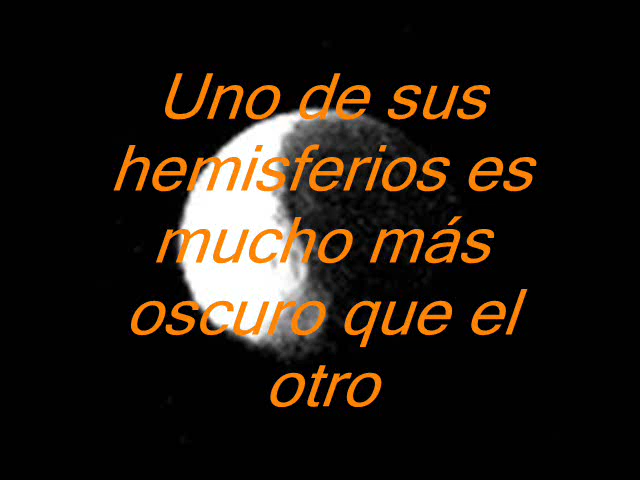 Uno de sus
hemisferios es
mucho más
oscuro que el
otro